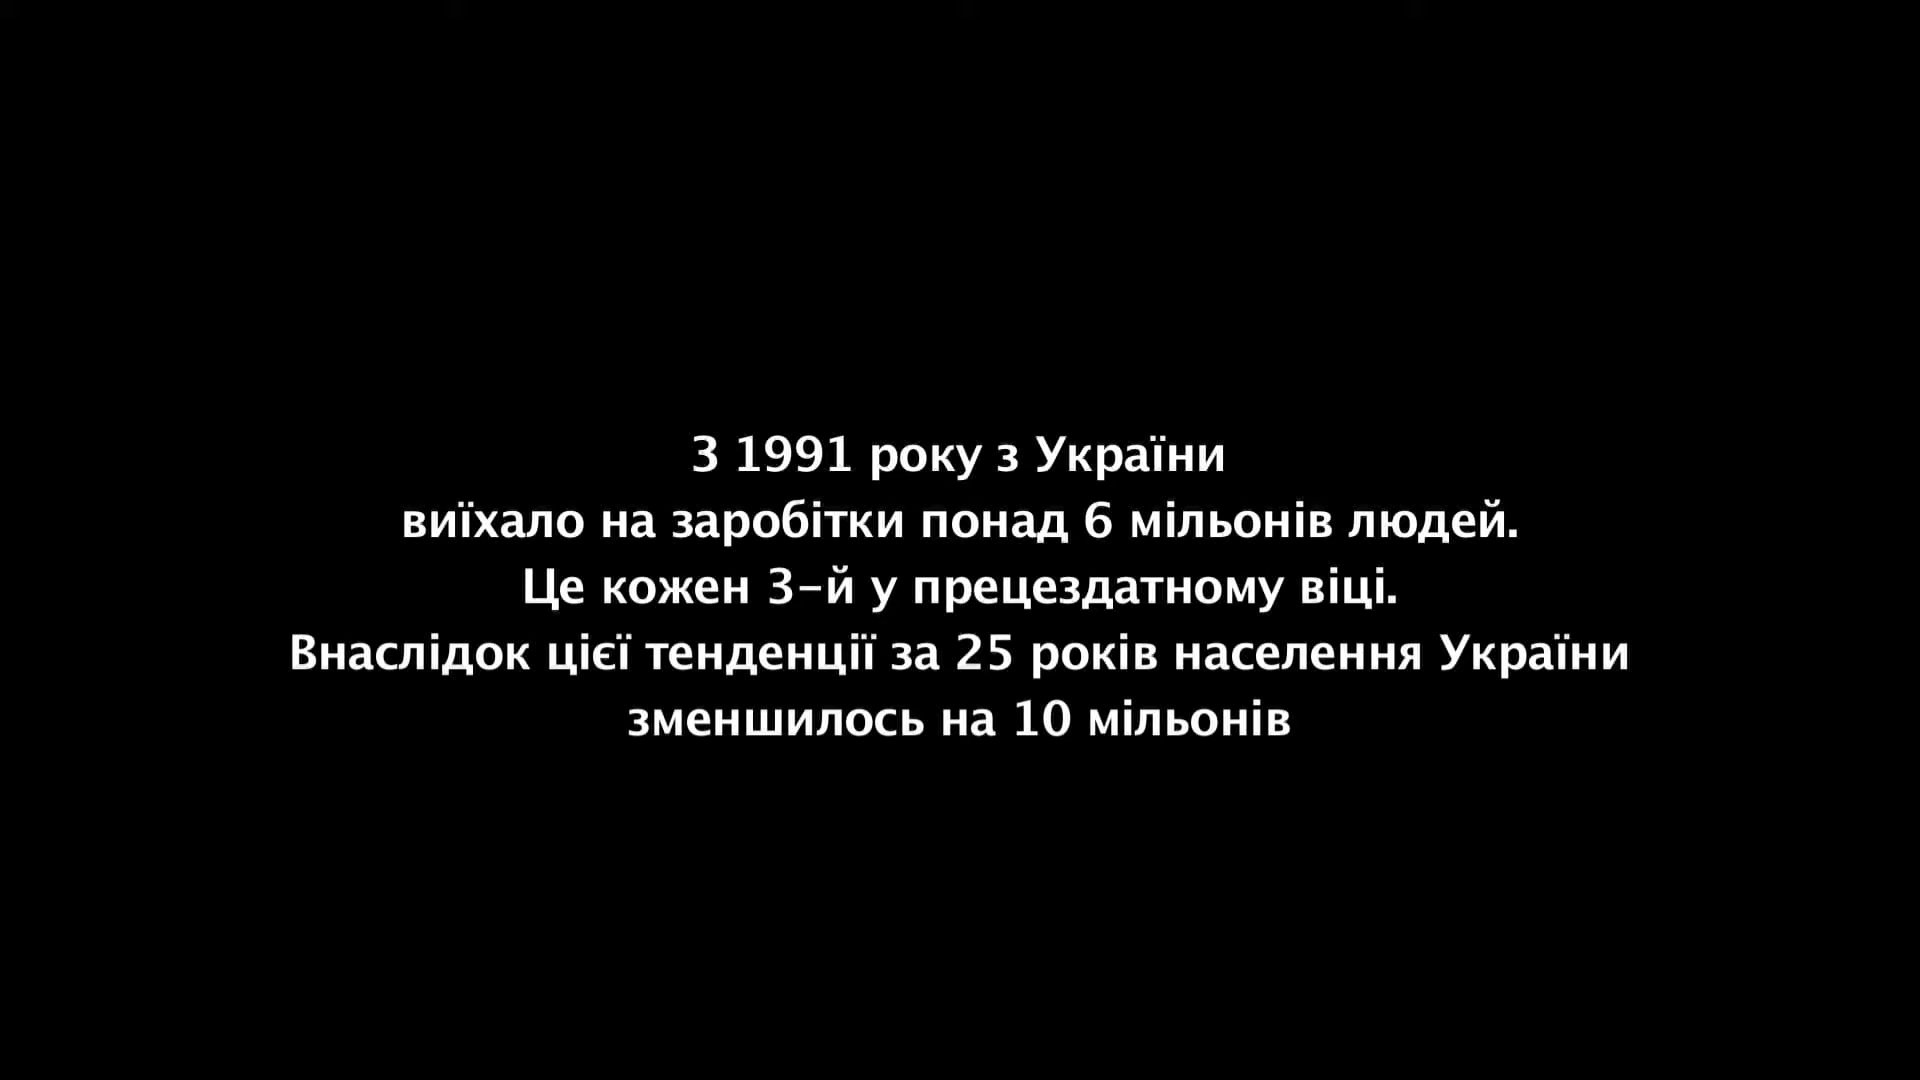 З 1991 року з України
виїхало на заробітки понад 6 мільонів людей.
Це кожен 3-й у прецездатному віці.
Внаслідок цієї тенденції за 25 років населення України
зменшилось на 10 мільонів